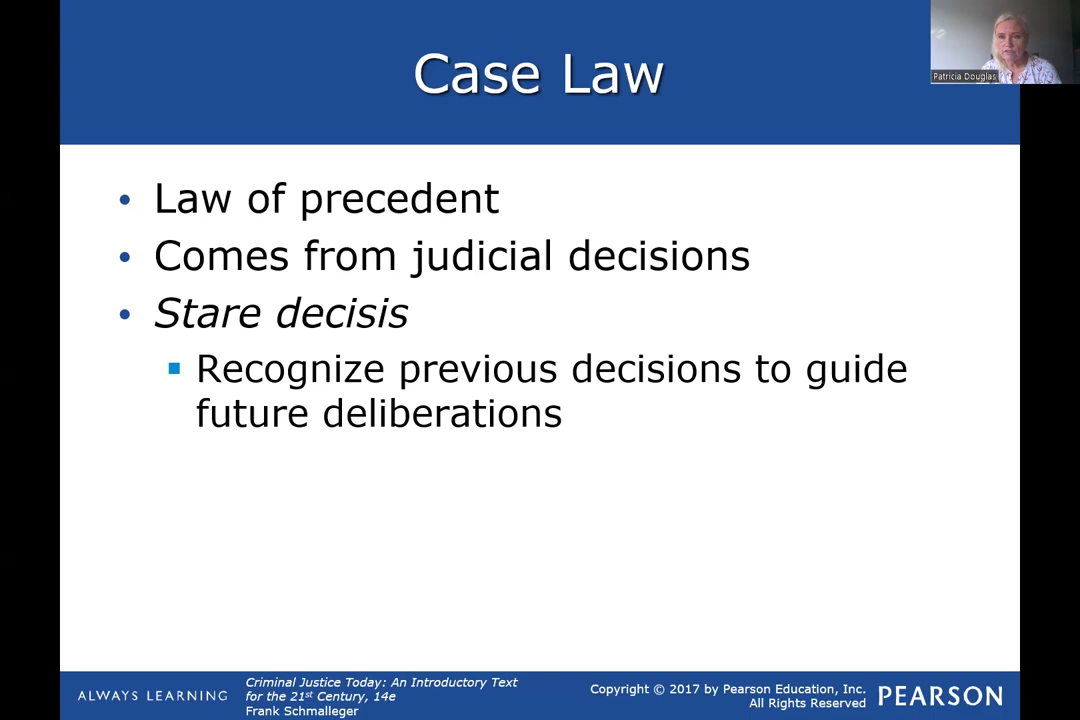 Case Law
Patricia Douglas
• Law of precedent
• Comes from judicial decisions
• Stare decisis
▪ Recognize previous decisions to guide
future deliberations
ALWAYS LEARNING
Criminal Justice Today: An Introductory Text
for the 21st Century, 14e
Frank Schmalleger
Copyright © 2017 by Pearson Education, Inc.
All Rights Reserved
PEARSON